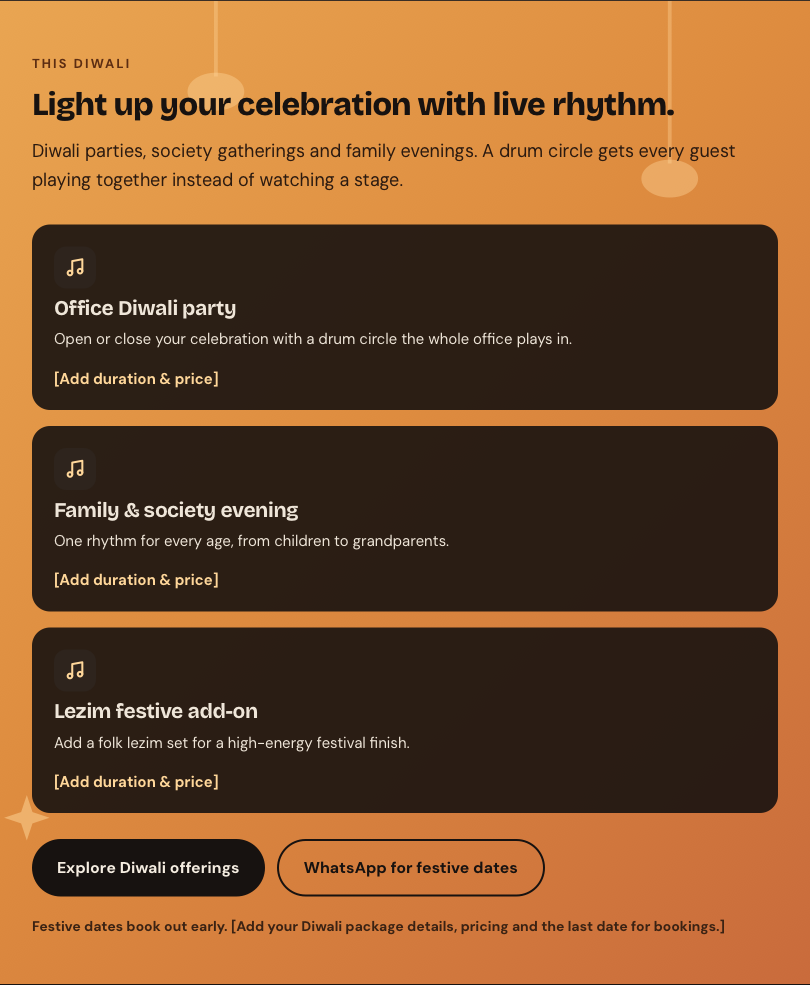 THIS DIWALI
Light up your celebration with live rhythm.
Diwali parties, society gatherings and family evenings. A drum circle gets every guest
playing together instead of watching a stage.
Office Diwali party
Open or close your celebration with a drum circle the whole office plays in.
[Add duration & price]
Family & society evening
One rhythm for every age, from children to grandparents.
[Add duration & price]
Lezim festive add-on
Add a folk lezim set for a high-energy festival finish.
[Add duration & price]
Explore Diwali offerings
WhatsApp for festive dates
Festive dates book out early. [Add your Diwali package details, pricing and the last date for bookings.]